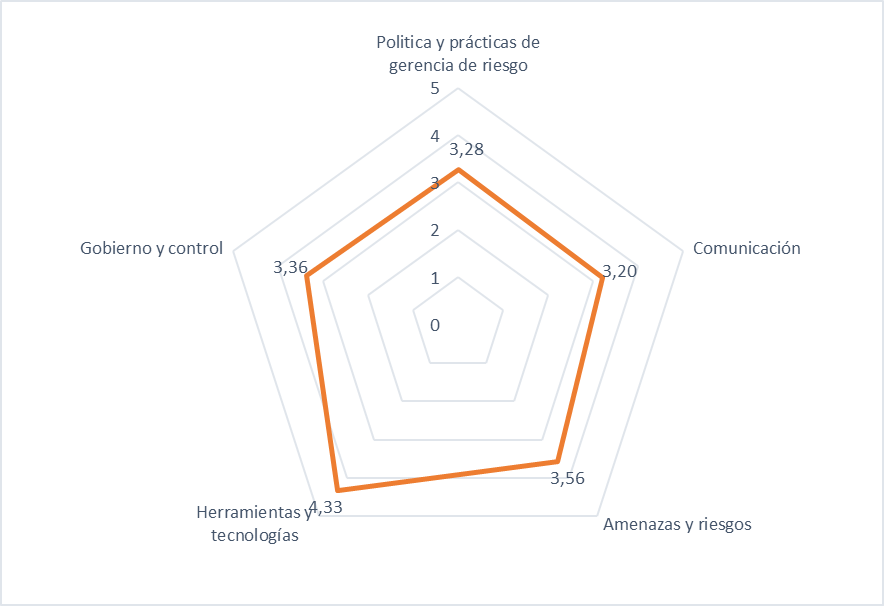 Politica y prácticas de
gerencia de riesgo
5
4
3,28
3
2
Gobierno y control
Comunicación
3,36
3,20
1
0
3,56
Herramientas y
4,33
tecnologías
Amenazas y riesgos